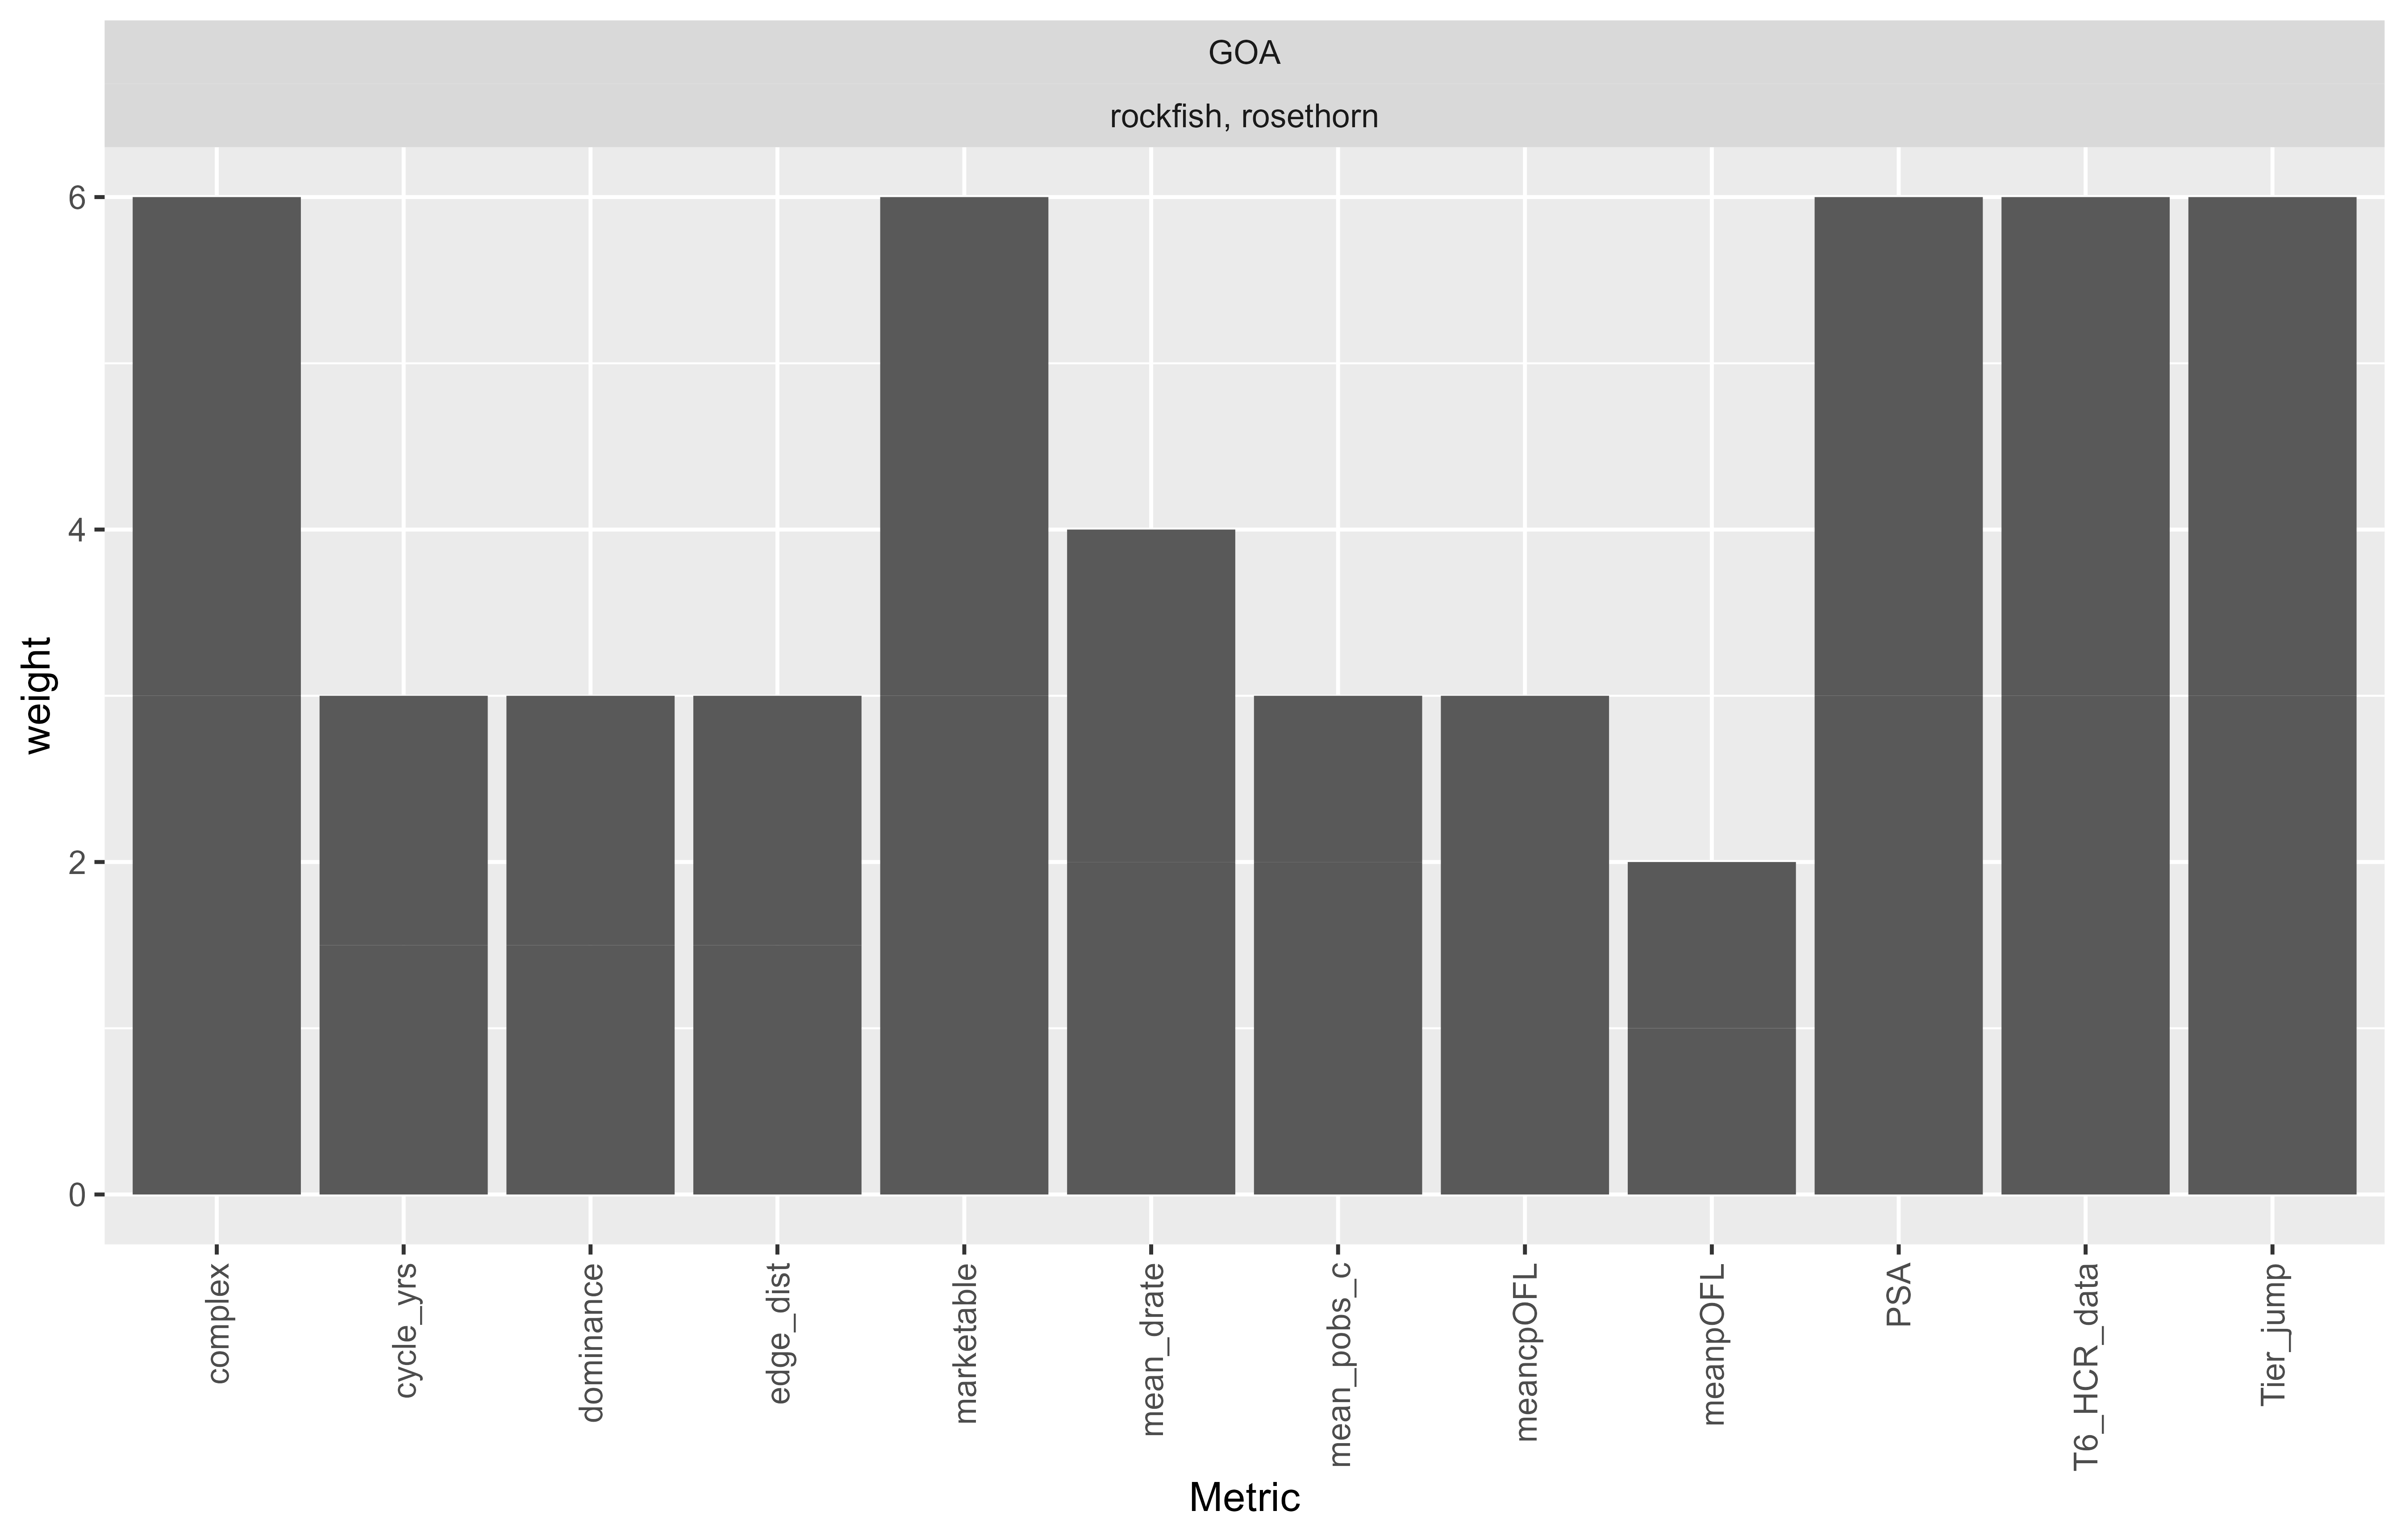 GOA
rockfish, rosethorn
6
4
2
0
weight
complex
cycle_yrs
dominance
edge_dist
marketable
mean_drate
mean_pobs_c
meancpOFL
meanpOFL
PSA
T6_HCR_data
Tier_jump
Metric